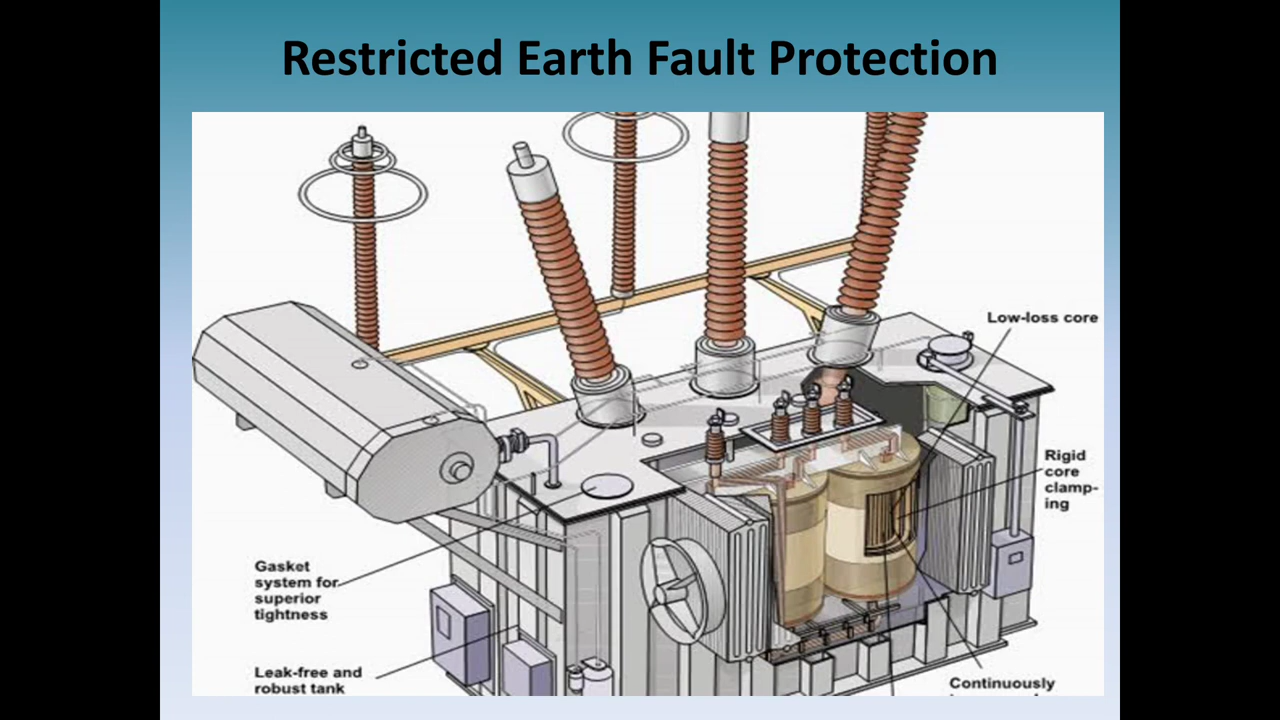 Restricted Earth Fault Protection
Low-loss core
Rigid
core
clamp-
ing
Gasket
system for
superior
tightness
Leak-free and
robust tank
Continuously